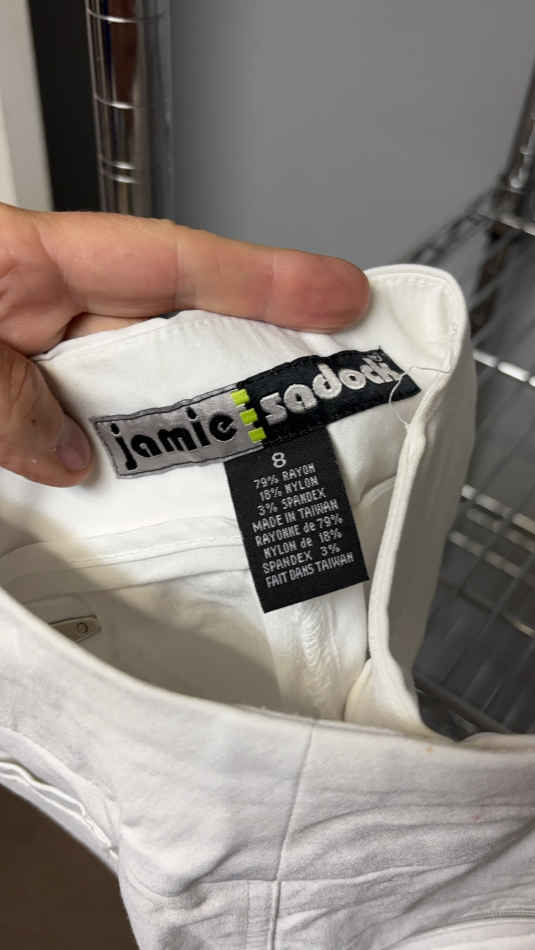 jamie sadock
8
79% RAYON
18% NYLON
3% SPANDEX
MADE IN TAIWAN
RAYONNE de 79%
NYLON de 18%
SPANDEX 3%
FAIT DANS TAIWAN